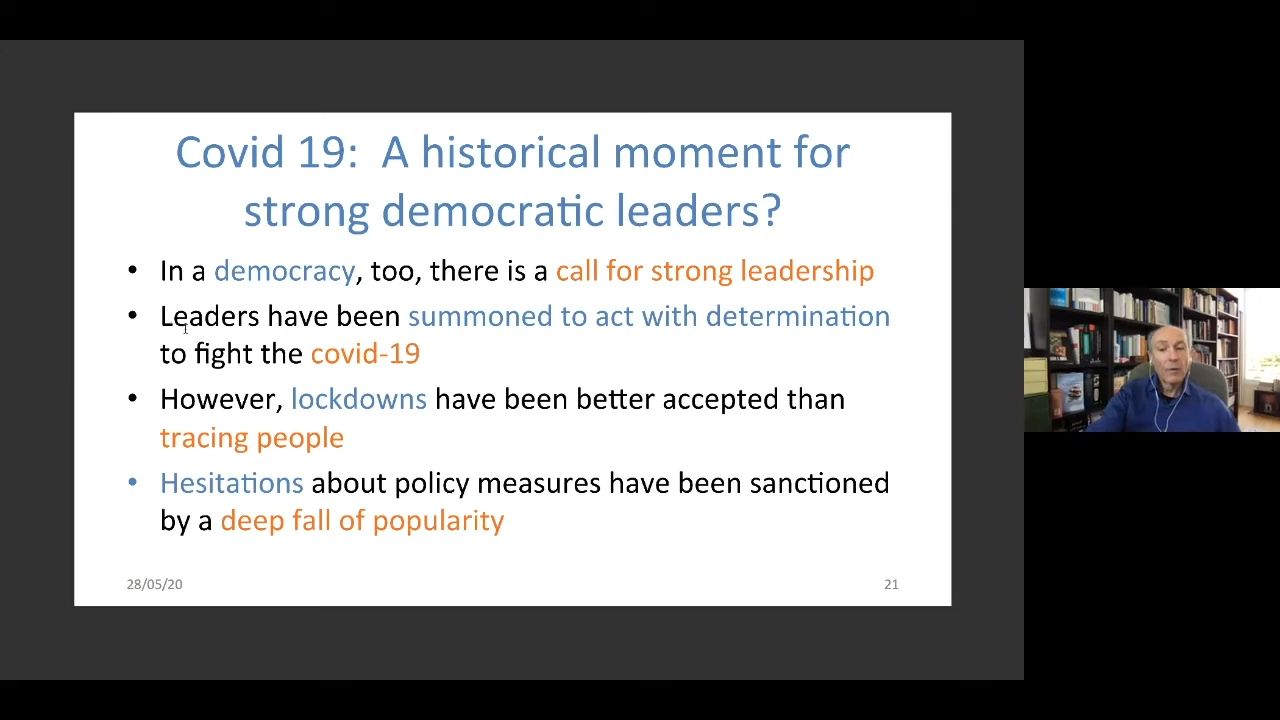 Covid 19:  A historical moment for
strong democratic leaders?
• In a democracy, too, there is a call for strong leadership
• Leaders have been summoned to act with determination
to fight the covid-19
• However, lockdowns have been better accepted than
tracing people
• Hesitations about policy measures have been sanctioned
by a deep fall of popularity
28/05/20
21